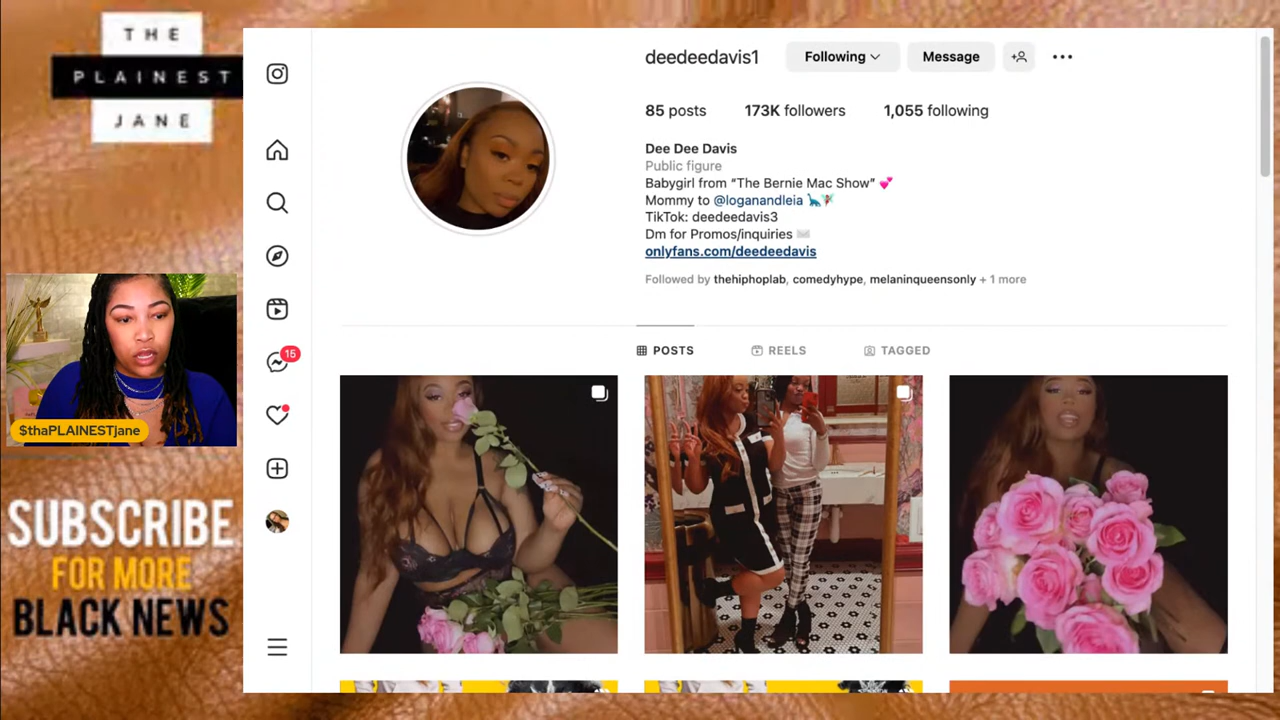 THE
PLAINEST
JANE
$thaPLAINESTjane
SUBSCRIBE
FOR MORE
BLACK NEWS
15
deedeedavis1
Following
Message
85 posts
173K followers
1,055 following
Dee Dee Davis
Public figure
Babygirl from “The Bernie Mac Show” 💕
Mommy to @loganandleia 🦕🧚
TikTok: deedeedavis3
Dm for Promos/inquiries ✉️
onlyfans.com/deedeedavis
Followed by thehiphoplab, comedyhype, melaninqueensonly + 1 more
POSTS
REELS
TAGGED